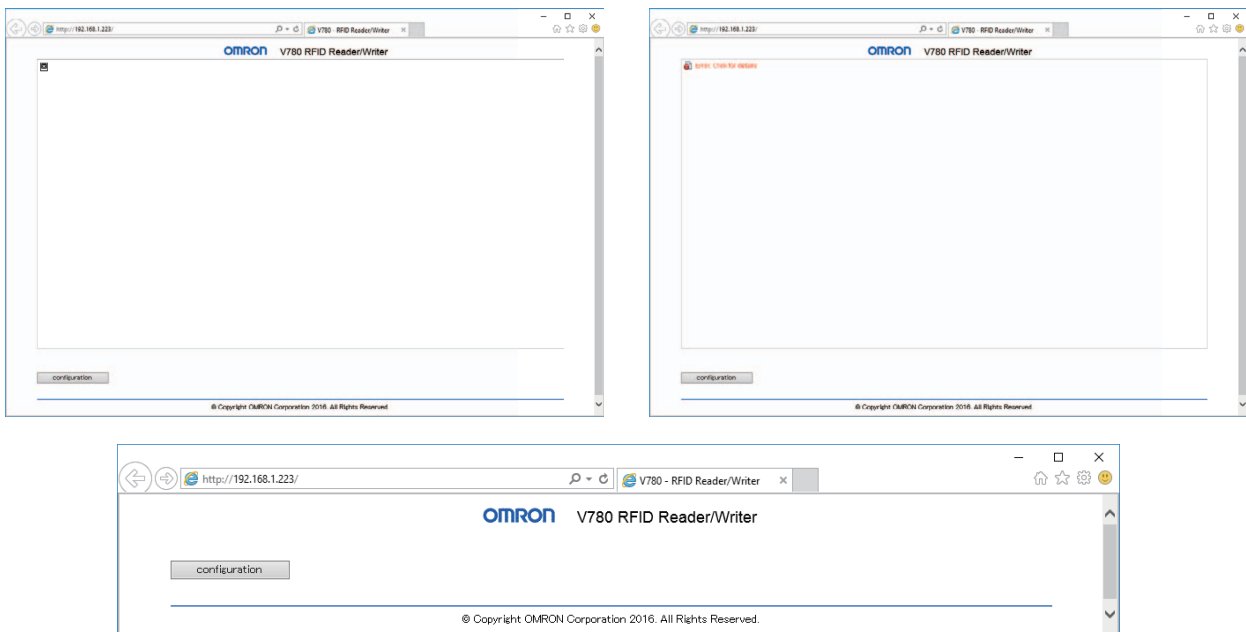 http://192.168.1.223/
V780 - RFID Reader/Writer
OMRON V780 RFID Reader/Writer
configuration
© Copyright OMRON Corporation 2016. All Rights Reserved.
http://192.168.1.223/
V780 - RFID Reader/Writer
OMRON V780 RFID Reader/Writer
Error. Click for details
configuration
© Copyright OMRON Corporation 2016. All Rights Reserved.
http://192.168.1.223/
V780 - RFID Reader/Writer
OMRON V780 RFID Reader/Writer
configuration
© Copyright OMRON Corporation 2016. All Rights Reserved.